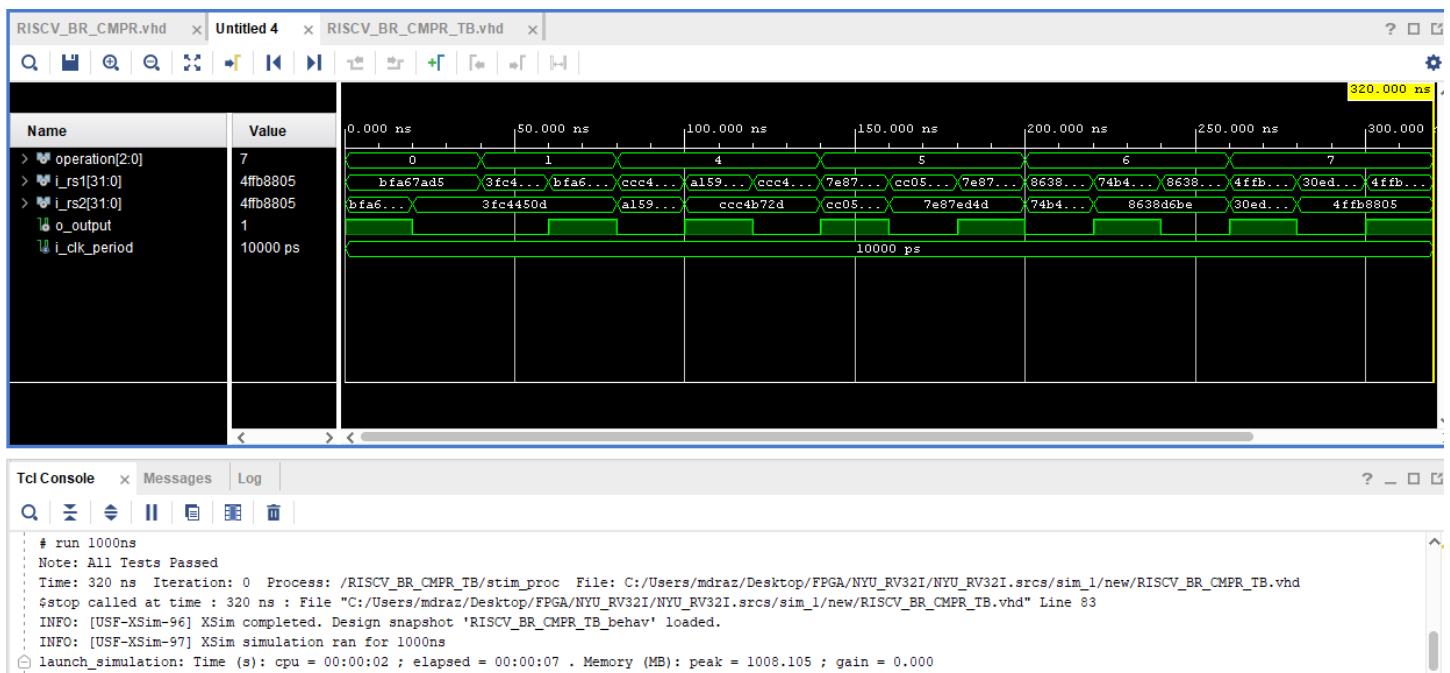 RISCV_BR_CMPR.vhd × Untitled 4 × RISCV_BR_CMPR_TB.vhd ×
320.000 ns
Name Value 0.000 ns 50.000 ns 100.000 ns 150.000 ns 200.000 ns 250.000 ns 300.000
operation[2:0] 7 0 1 4 5 6 7
i_rs1[31:0] 4ffb8805 bfa67ad5 3fc4... bfa6... ccc4... a159... ccc4... 7e87... cc05... 7e87... 8638... 74b4... 8638... 4ffb... 30ed... 4ffb...
i_rs2[31:0] 4ffb8805 bfa6... 3fc4450d a159... ccc4b72d cc05... 7e87ed4d 74b4... 8638d6be 30ed... 4ffb8805
o_output 1
i_clk_period 10000 ps 10000 ps
Tcl Console × Messages Log
# run 1000ns
Note: All Tests Passed
Time: 320 ns Iteration: 0 Process: /RISCV_BR_CMPR_TB/stim_proc File: C:/Users/mdraz/Desktop/FPGA/NYU_RV32I/NYU_RV32I.srcs/sim_1/new/RISCV_BR_CMPR_TB.vhd
$stop called at time : 320 ns : File "C:/Users/mdraz/Desktop/FPGA/NYU_RV32I/NYU_RV32I.srcs/sim_1/new/RISCV_BR_CMPR_TB.vhd" Line 83
INFO: [USF-XSim-96] XSim completed. Design snapshot 'RISCV_BR_CMPR_TB_behav' loaded.
INFO: [USF-XSim-97] XSim simulation ran for 1000ns
launch_simulation: Time (s): cpu = 00:00:02 ; elapsed = 00:00:07 . Memory (MB): peak = 1008.105 ; gain = 0.000